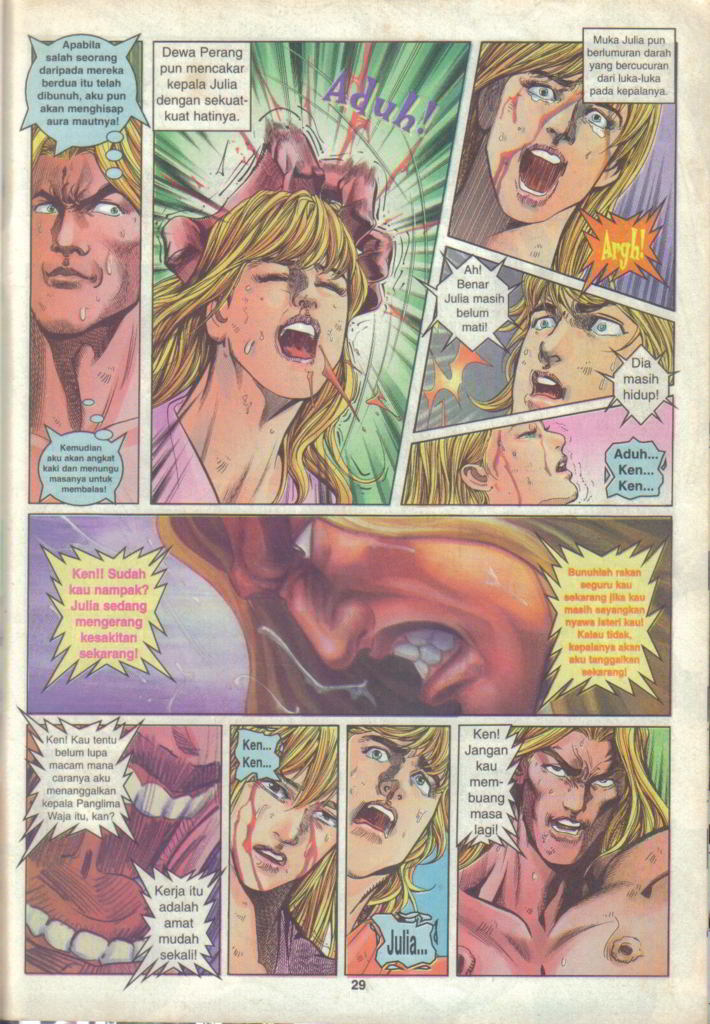 Apabila
salah seorang
daripada mereka
berdua itu telah
dibunuh, aku pun
akan menghisap
aura mautnya!
Kemudian
aku akan angkat
kaki dan menungu
masanya untuk
membalas!
Dewa Perang
pun mencakar
kepala Julia
dengan sekuat-
kuat hatinya.
Aduh!
Muka Julia pun
berlumuran darah
yang bercucuran
dari luka-luka
pada kepalanya.
Argh!
Ah!
Benar
Julia masih
belum
mati!
Dia
masih
hidup!
Aduh...
Ken...
Ken...
Ken!! Sudah
kau nampak?
Julia sedang
mengerang
kesakitan
sekarang!
Bunuhlah rakan
seguru kau
sekarang jika kau
masih sayangkan
nyawa isteri kau!
Kalau tidak,
kepalanya akan
aku tanggalkan
sekarang!
Ken! Kau tentu
belum lupa
macam mana
caranya aku
menanggalkan
kepala Panglima
Waja itu, kan?
Kerja itu
adalah
amat
mudah
sekali!
Ken...
Ken...
Julia...
Ken!
Jangan
kau
mem-
buang
masa
lagi!
29